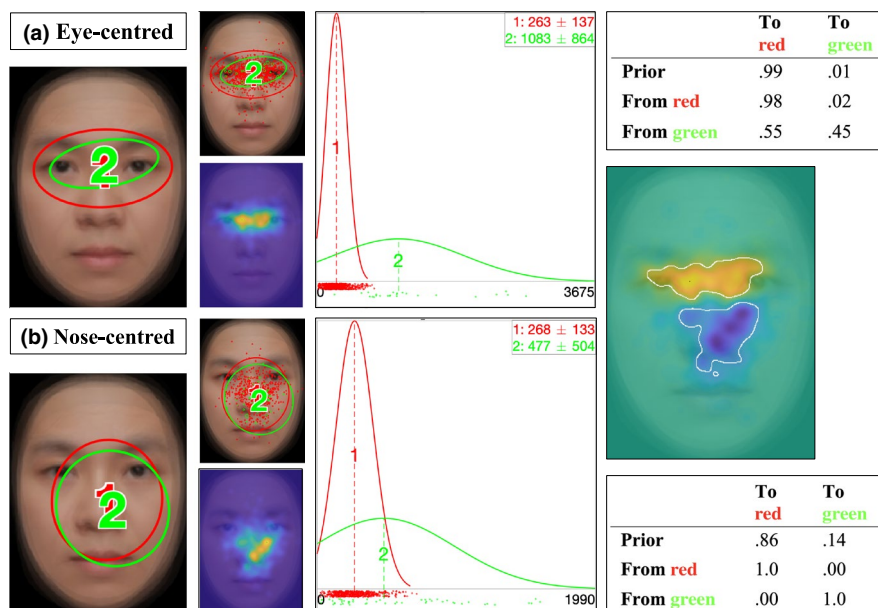 (a) Eye-centred
2
2
1: 263 ± 137
2: 1083 ± 864
1
2
0
3675
To red To green
Prior .99 .01
From red .98 .02
From green .55 .45
(b) Nose-centred
1
2
1
2
1: 268 ± 133
2: 477 ± 504
1
2
0
1990
To red To green
Prior .86 .14
From red 1.0 .00
From green .00 1.0